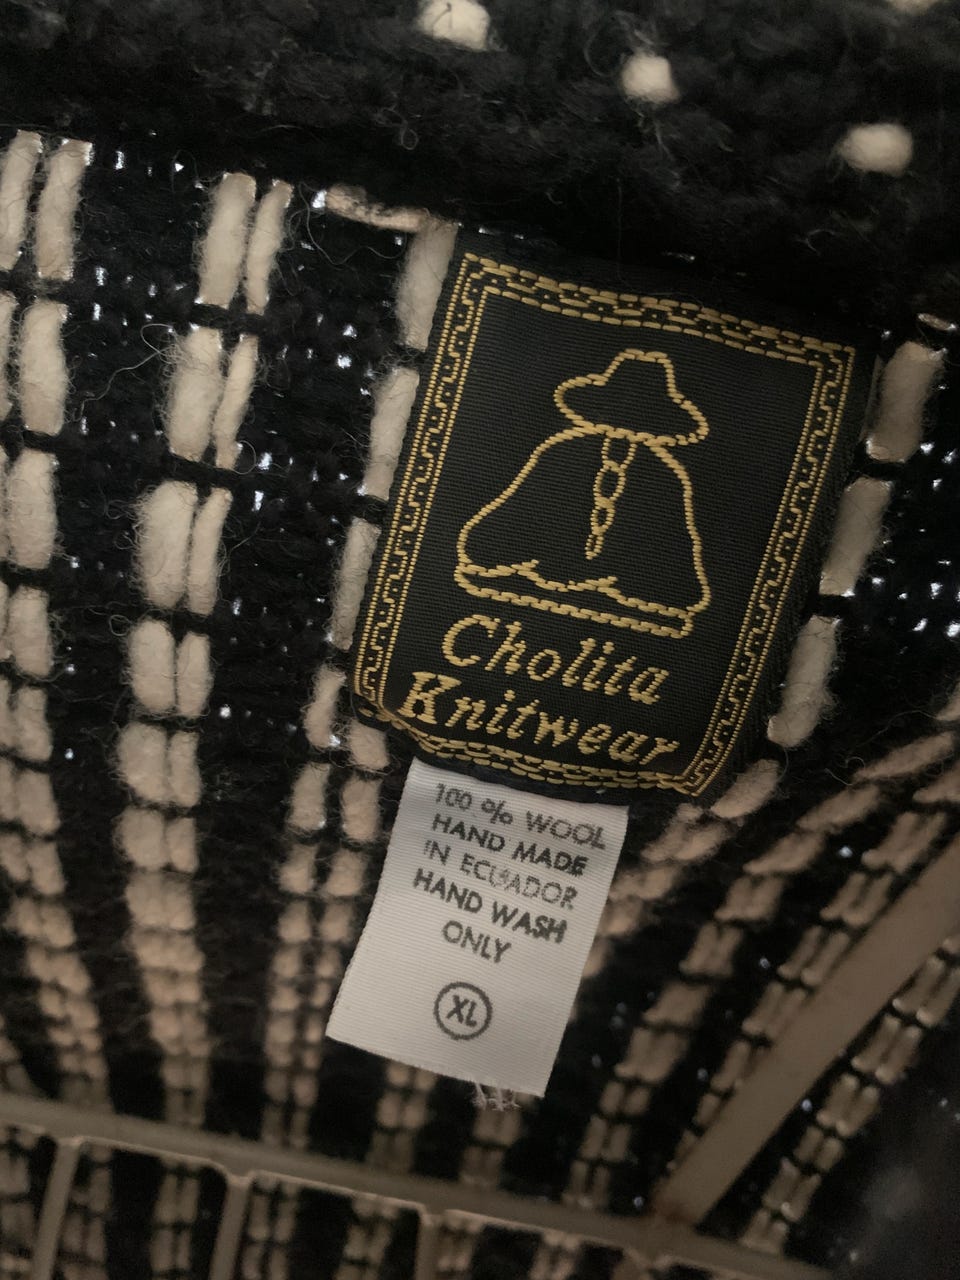 Cholita
Knitwear
100 % WOOL
HAND MADE
IN ECUADOR
HAND WASH
ONLY
XL